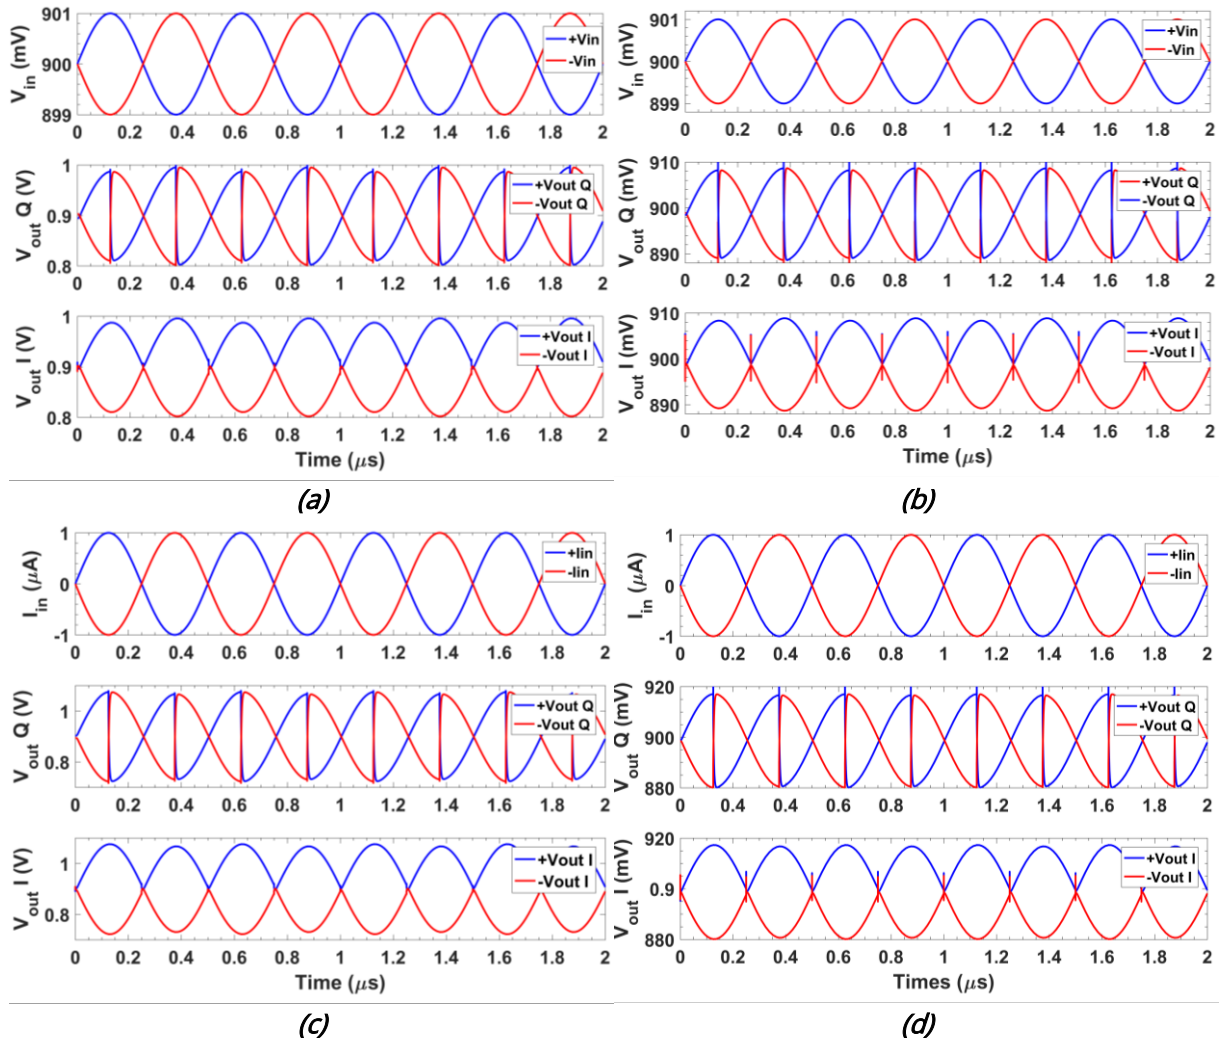 V_in (mV)
901
900
899
+Vin
-Vin
0 0.2 0.4 0.6 0.8 1 1.2 1.4 1.6 1.8 2
V_out Q (V)
1
0.9
0.8
+Vout Q
-Vout Q
0 0.2 0.4 0.6 0.8 1 1.2 1.4 1.6 1.8 2
V_out I (V)
1
0.9
0.8
+Vout I
-Vout I
0 0.2 0.4 0.6 0.8 1 1.2 1.4 1.6 1.8 2
Time (μs)
(a)
V_in (mV)
901
900
899
+Vin
-Vin
0 0.2 0.4 0.6 0.8 1 1.2 1.4 1.6 1.8 2
V_out Q (mV)
910
900
890
+Vout Q
-Vout Q
0 0.2 0.4 0.6 0.8 1 1.2 1.4 1.6 1.8 2
V_out I (mV)
910
900
890
+Vout I
-Vout I
0 0.2 0.4 0.6 0.8 1 1.2 1.4 1.6 1.8 2
Time (μs)
(b)
I_in (μA)
1
0
-1
+Iin
-Iin
0 0.2 0.4 0.6 0.8 1 1.2 1.4 1.6 1.8 2
V_out Q (V)
1
0.8
+Vout Q
-Vout Q
0 0.2 0.4 0.6 0.8 1 1.2 1.4 1.6 1.8 2
V_out I (V)
1
0.8
+Vout I
-Vout I
0 0.2 0.4 0.6 0.8 1 1.2 1.4 1.6 1.8 2
Time (μs)
(c)
I_in (μA)
1
0
-1
+Iin
-Iin
0 0.2 0.4 0.6 0.8 1 1.2 1.4 1.6 1.8 2
V_out Q (mV)
920
900
880
+Vout Q
-Vout Q
0.4 0.4 0.6 0.8 1 1.2 1.4 1.6 1.8 2
V_out I (mV)
920
0.9
880
+Vout I
-Vout I
0 0.2 0.4 0.6 0.8 1 1.2 1.4 1.6 1.8 2
Times (μs)
(d)